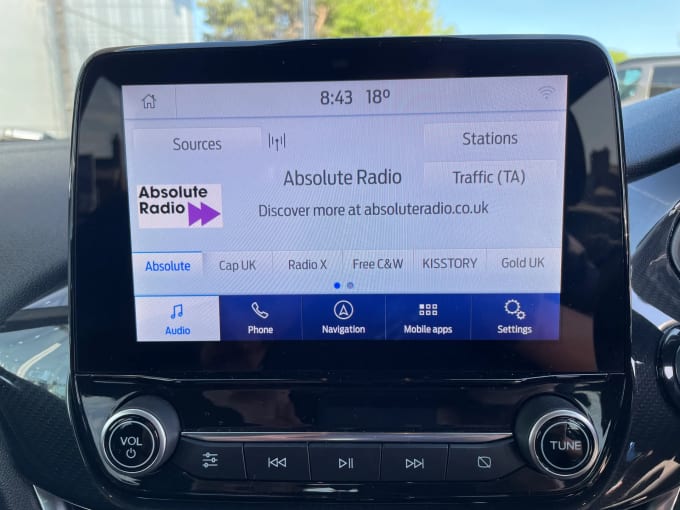 8:43 18°
Sources
Stations
Absolute Radio
Traffic (TA)
Absolute
Radio
Discover more at absoluteradio.co.uk
Absolute Cap UK Radio X Free C&W KISSTORY Gold UK
Audio Phone Navigation Mobile apps Settings
VOL
TUNE